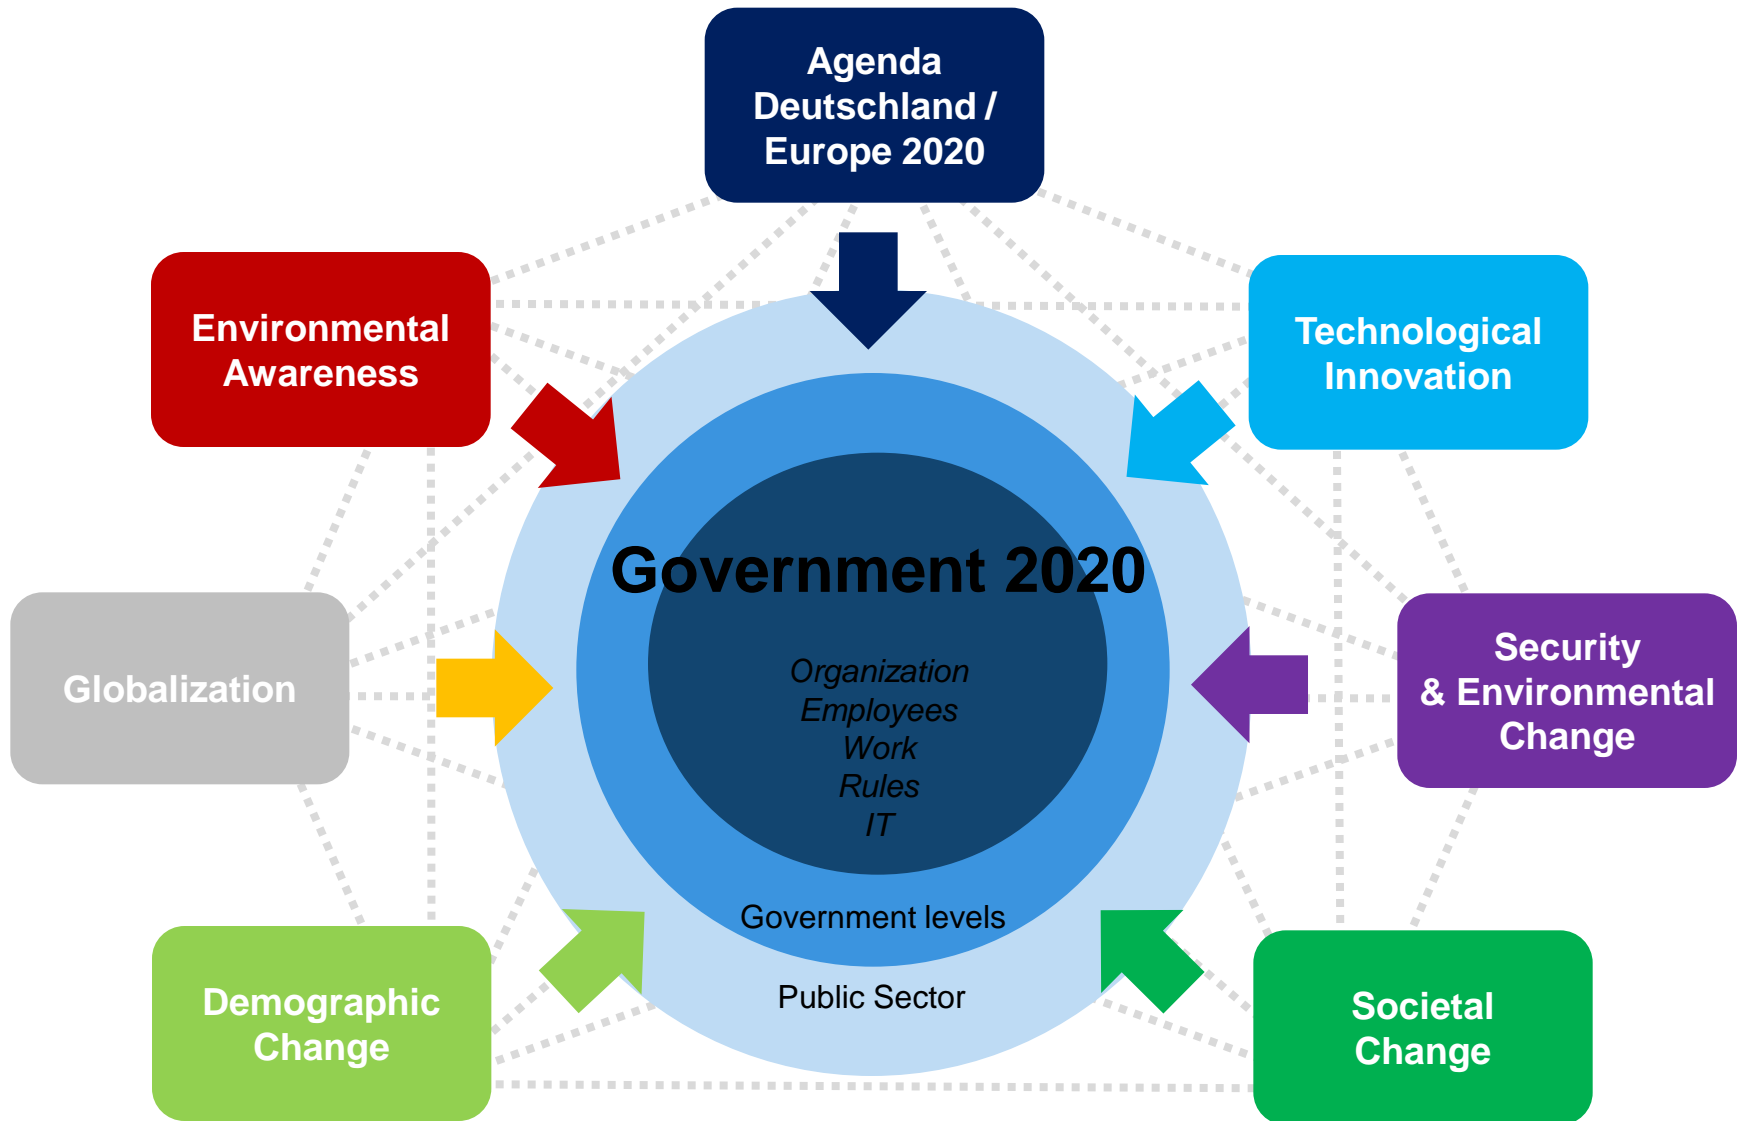 Agenda
Deutschland /
Europe 2020
Environmental
Awareness
Technological
Innovation
Government 2020
Globalization
Organization
Employees
Work
Rules
IT
Security
& Environmental
Change
Government levels
Public Sector
Demographic
Change
Societal
Change